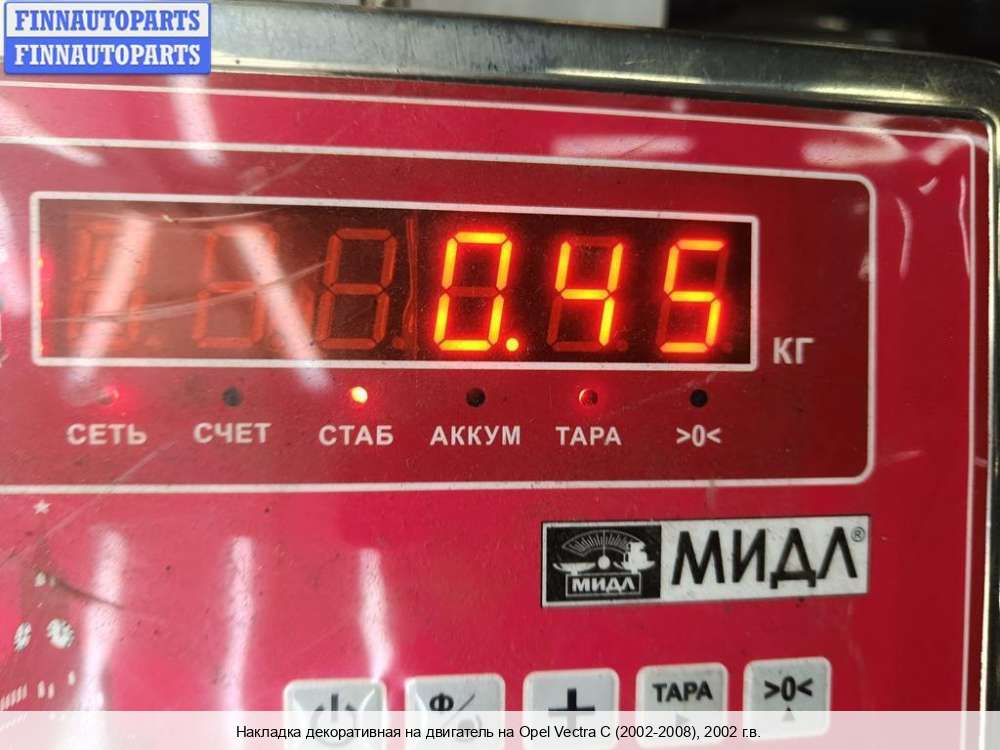 FINNAUTOPARTS
FINNAUTOPARTS
0.45
КГ
СЕТЬ СЧЕТ СТАБ АККУМ ТАРА >0<
МИДЛ МИДЛ®
Ф + ТАРА >0<
Накладка декоративная на двигатель на Opel Vectra C (2002-2008), 2002 г.в.